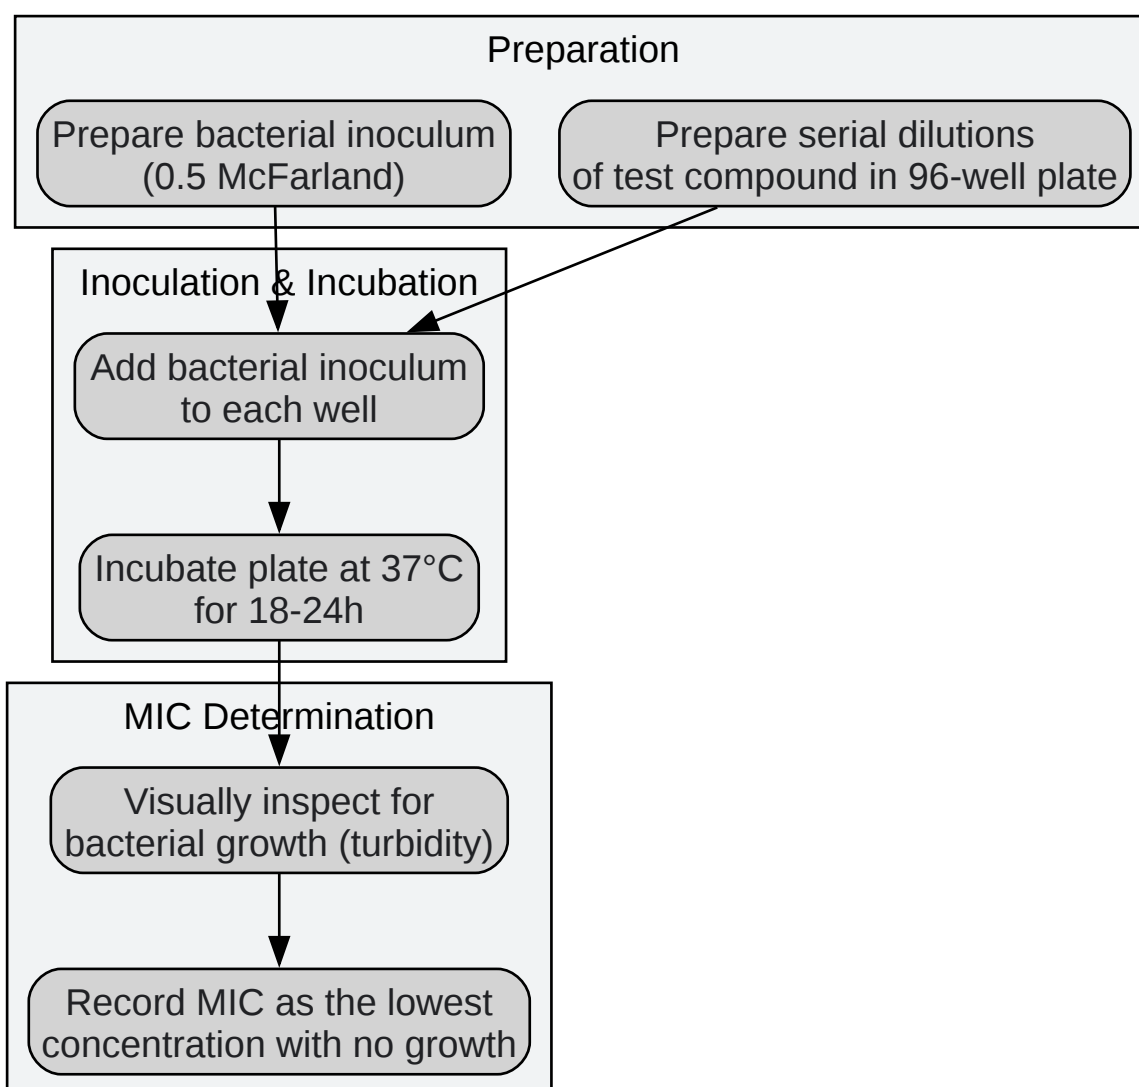 Preparation
Prepare bacterial inoculum
(0.5 McFarland)
Prepare serial dilutions
of test compound in 96-well plate
Inoculation & Incubation
Add bacterial inoculum
to each well
Incubate plate at 37°C
for 18-24h
MIC Determination
Visually inspect for
bacterial growth (turbidity)
Record MIC as the lowest
concentration with no growth